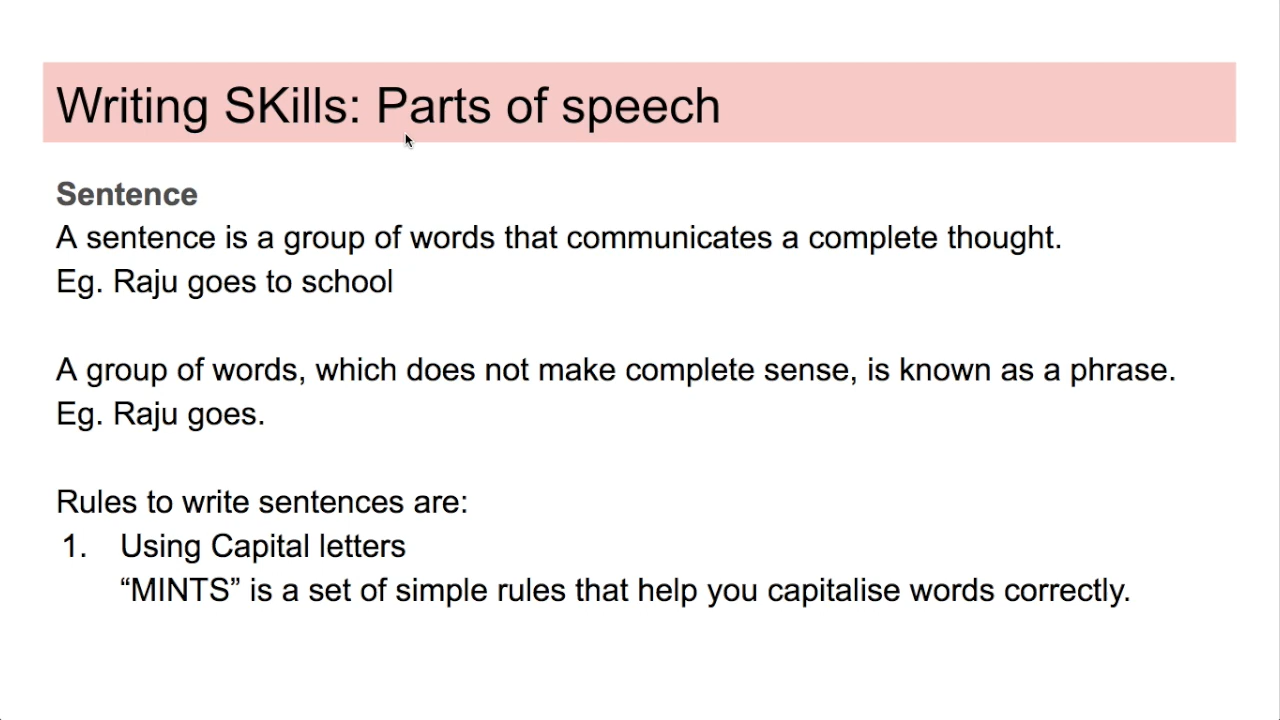 Writing SKills: Parts of speech
Sentence
A sentence is a group of words that communicates a complete thought.
Eg. Raju goes to school
A group of words, which does not make complete sense, is known as a phrase.
Eg. Raju goes.
Rules to write sentences are:
1. Using Capital letters
“MINTS” is a set of simple rules that help you capitalise words correctly.